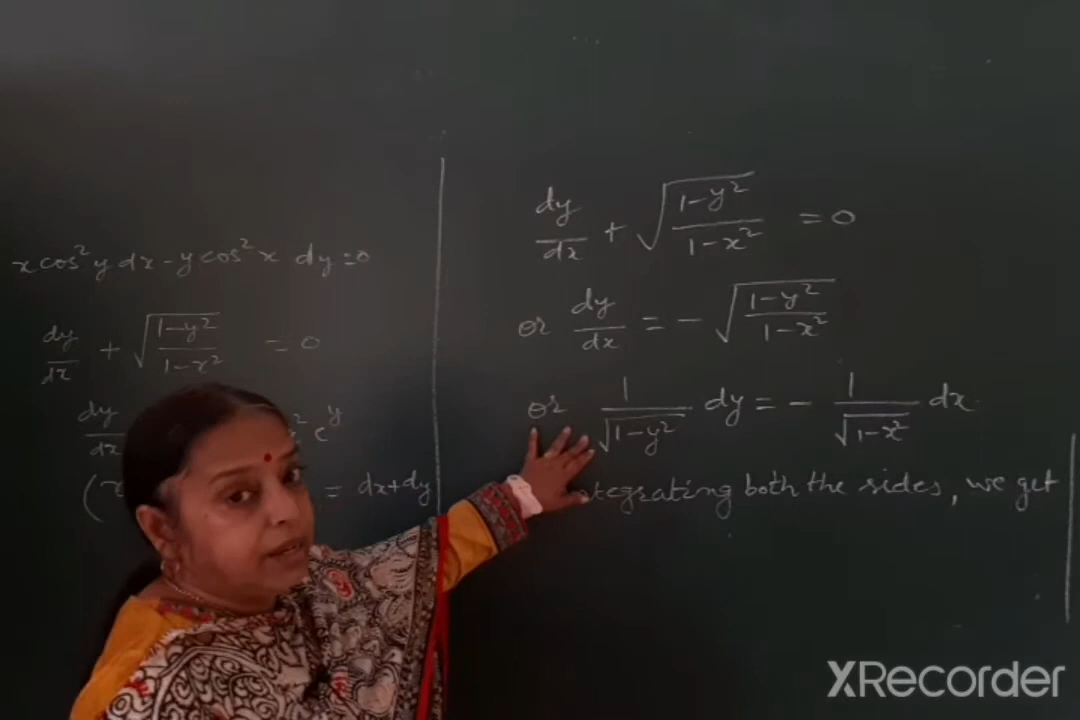 x cos²y dx - y cos²x dy = 0
dy/dx + √((1-y²)/(1-x²)) = 0
dy/dx e^y
= dx+dy
dy/dx + √((1-y²)/(1-x²)) = 0
or dy/dx = - √((1-y²)/(1-x²))
or 1/√(1-y²) dy = - 1/√(1-x²) dx
both the sides, we get
XRecorder